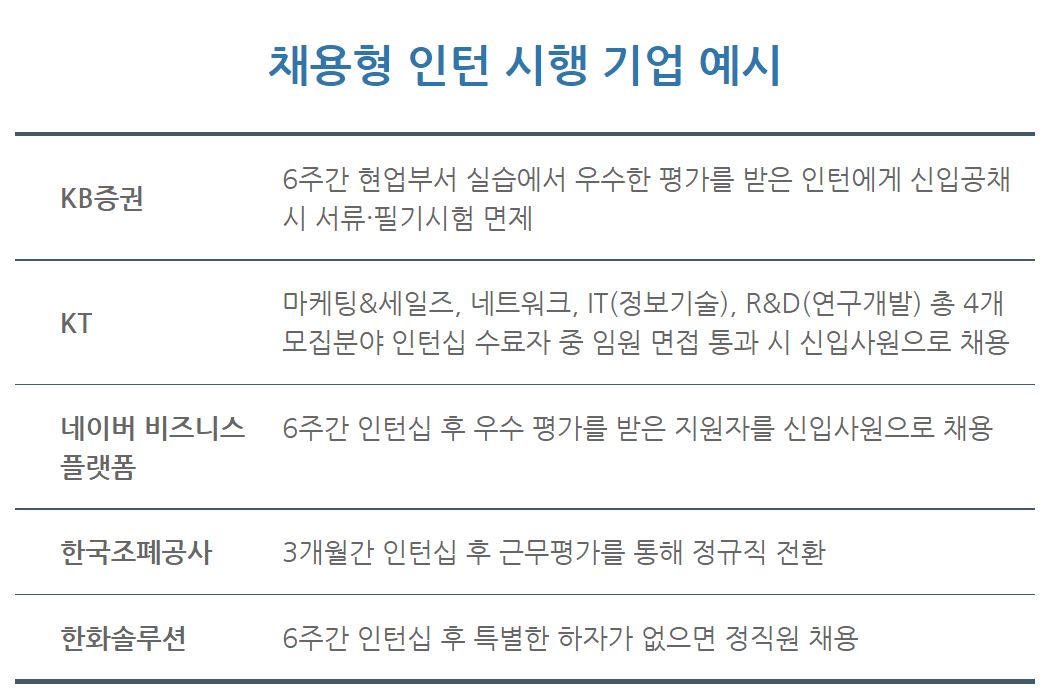 채용형 인턴 시행 기업 예시
KB증권
6주간 현업부서 실습에서 우수한 평가를 받은 인턴에게 신입공채
시 서류·필기시험 면제
KT
마케팅&세일즈, 네트워크, IT(정보기술), R&D(연구개발) 총 4개
모집분야 인턴십 수료자 중 임원 면접 통과 시 신입사원으로 채용
네이버 비즈니스
플랫폼
6주간 인턴십 후 우수 평가를 받은 지원자를 신입사원으로 채용
한국조폐공사
3개월간 인턴십 후 근무평가를 통해 정규직 전환
한화솔루션
6주간 인턴십 후 특별한 하자가 없으면 정직원 채용